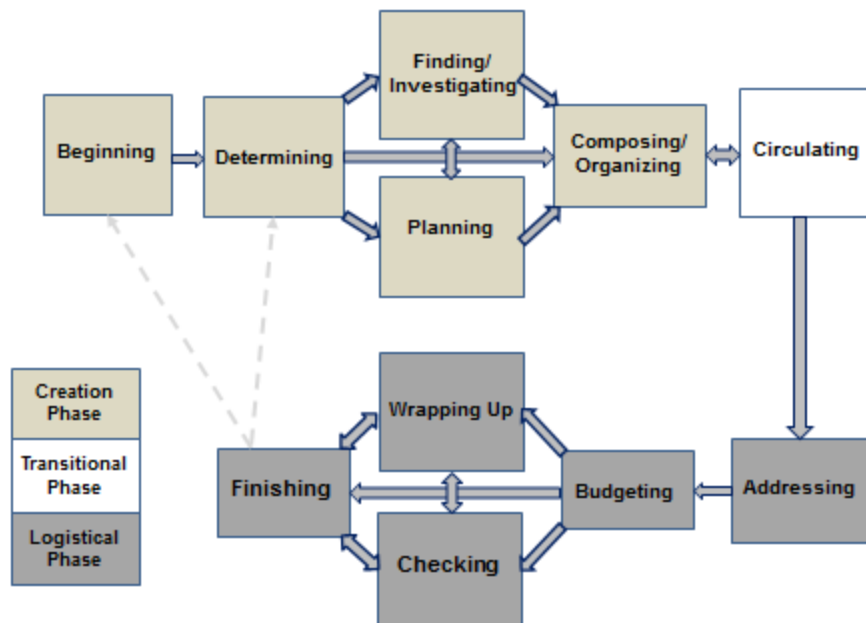 Beginning
Determining
Finding/
Investigating
Planning
Composing/
Organizing
Circulating
Creation
Phase
Transitional
Phase
Logistical
Phase
Finishing
Wrapping Up
Checking
Budgeting
Addressing